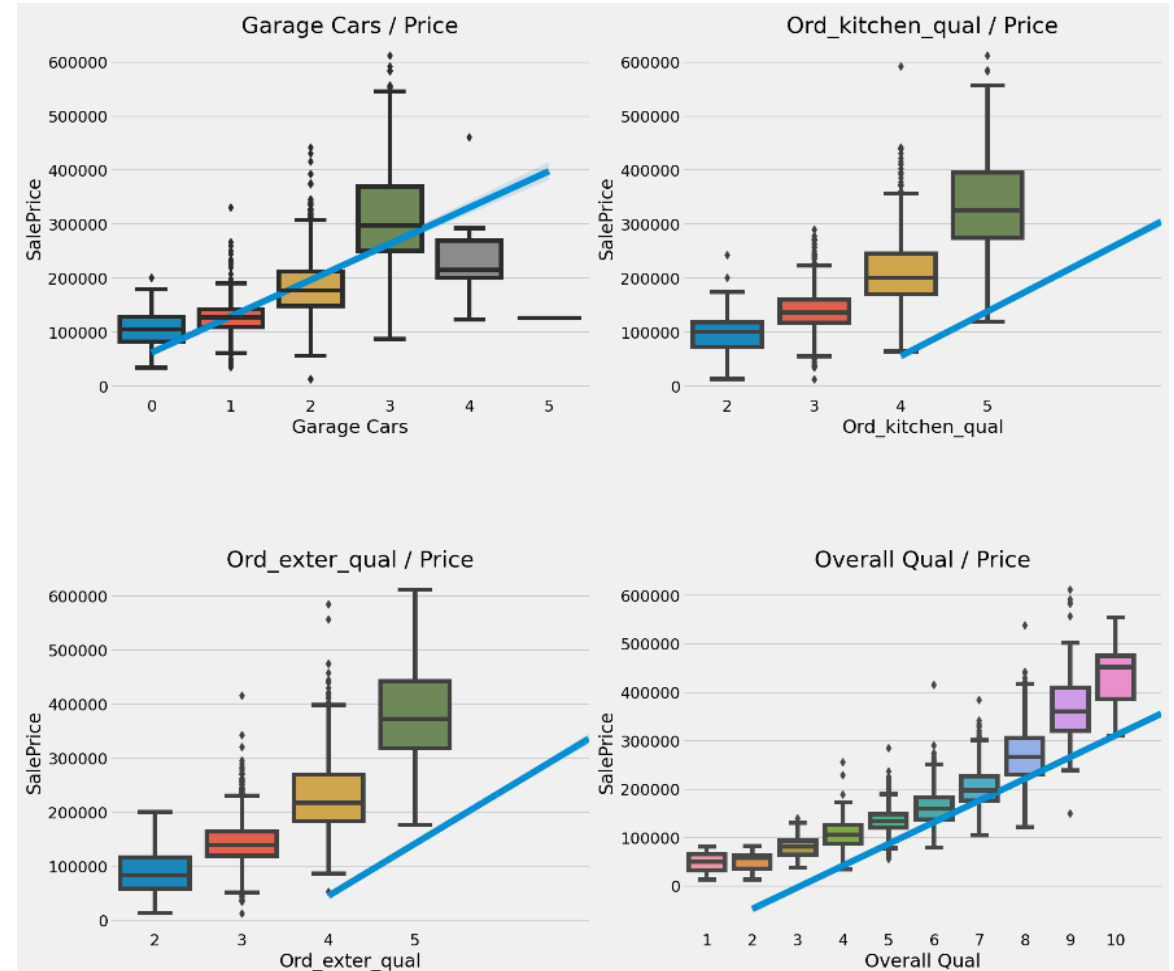 Garage Cars / Price
600000
500000
400000
300000
200000
100000
0
SalePrice
0 1 2 3 4 5
Garage Cars
Ord_kitchen_qual / Price
600000
500000
400000
300000
200000
100000
0
SalePrice
2 3 4 5
Ord_kitchen_qual
Ord_exter_qual / Price
600000
500000
400000
300000
200000
100000
0
SalePrice
2 3 4 5
Ord_exter_qual
Overall Qual / Price
600000
500000
400000
300000
200000
100000
0
SalePrice
1 2 3 4 5 6 7 8 9 10
Overall Qual